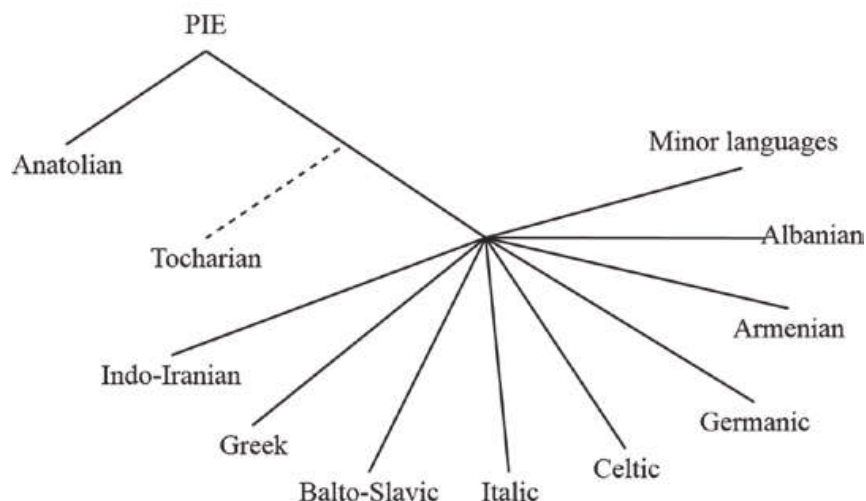 PIE
Minor languages
Anatolian
Albanian
Tocharian
Armenian
Indo-Iranian
Germanic
Greek
Celtic
Balto-Slavic
Italic